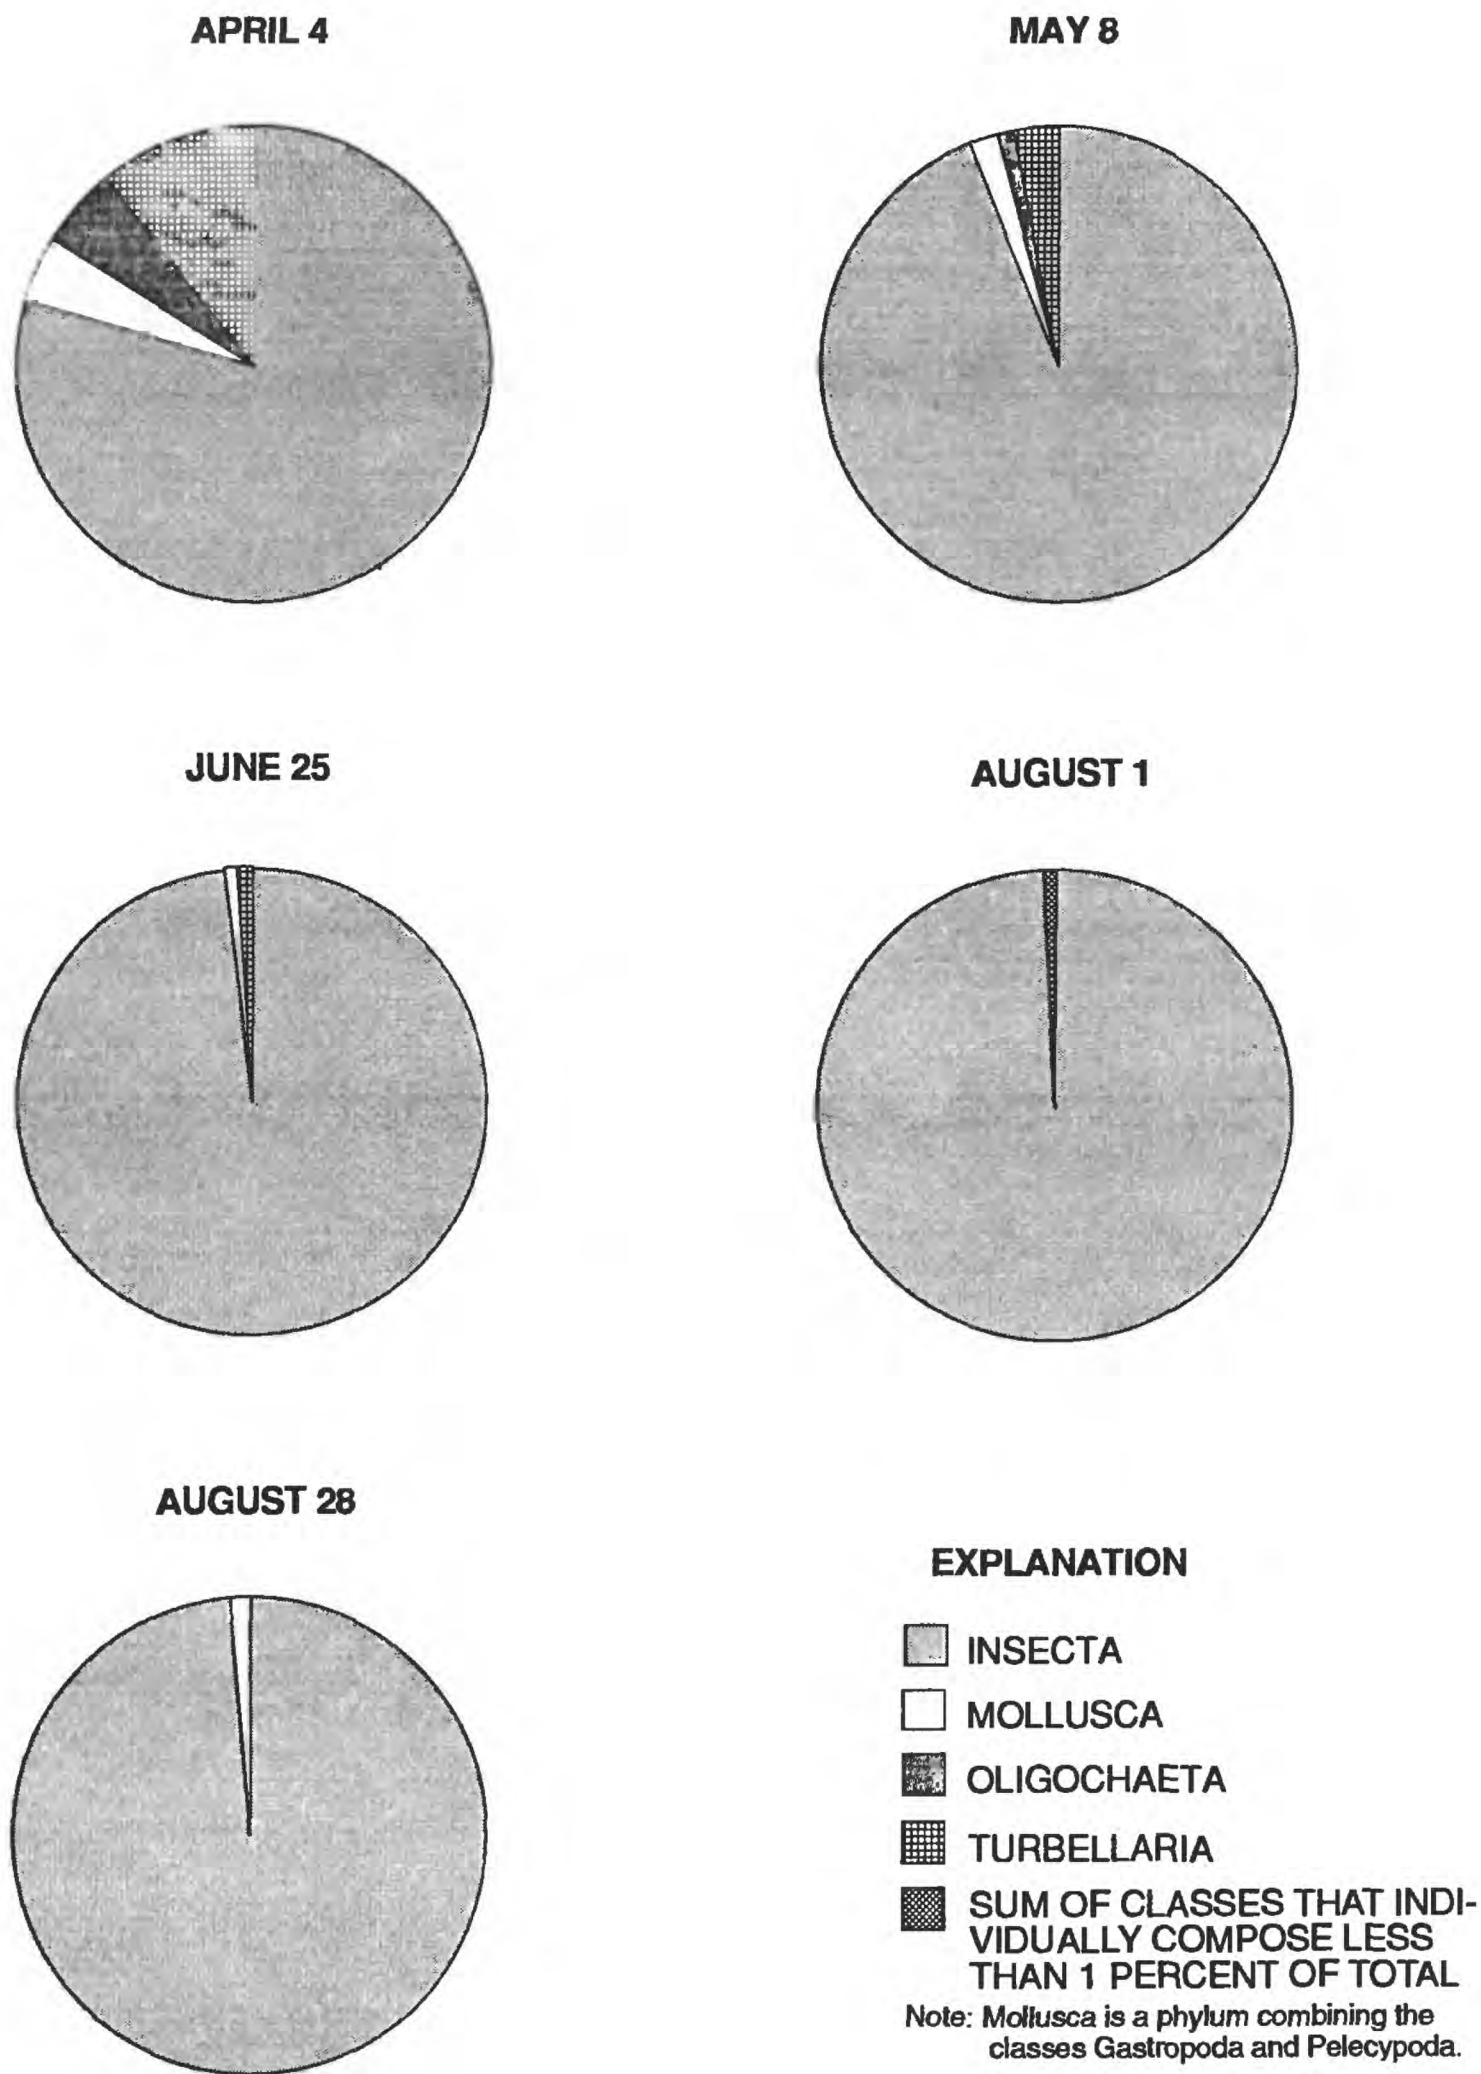 APRIL 4
MAY 8
JUNE 25
AUGUST 1
AUGUST 28
EXPLANATION
INSECTA
MOLLUSCA
OLIGOCHAETA
TURBELLARIA
SUM OF CLASSES THAT INDI-
VIDUALLY COMPOSE LESS
THAN 1 PERCENT OF TOTAL
Note: Mollusca is a phylum combining the
classes Gastropoda and Pelecypoda.